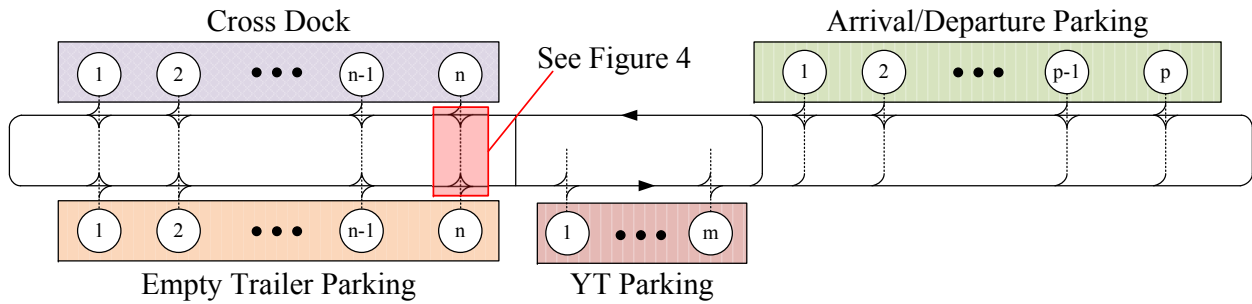 Cross Dock
Arrival/Departure Parking
See Figure 4
1 2 ••• n-1 n
1 2 ••• p-1 p
1 2 ••• n-1 n
1 ••• m
Empty Trailer Parking
YT Parking